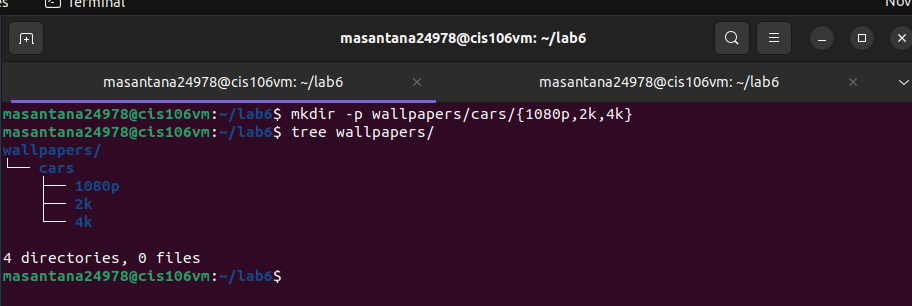 Terminal
Nov
masantana24978@cis106vm: ~/lab6
masantana24978@cis106vm: ~/lab6 × masantana24978@cis106vm: ~/lab6 ×
masantana24978@cis106vm:~/lab6$ mkdir -p wallpapers/cars/{1080p,2k,4k}
masantana24978@cis106vm:~/lab6$ tree wallpapers/
wallpapers/
└── cars
    ├── 1080p
    ├── 2k
    └── 4k
4 directories, 0 files
masantana24978@cis106vm:~/lab6$